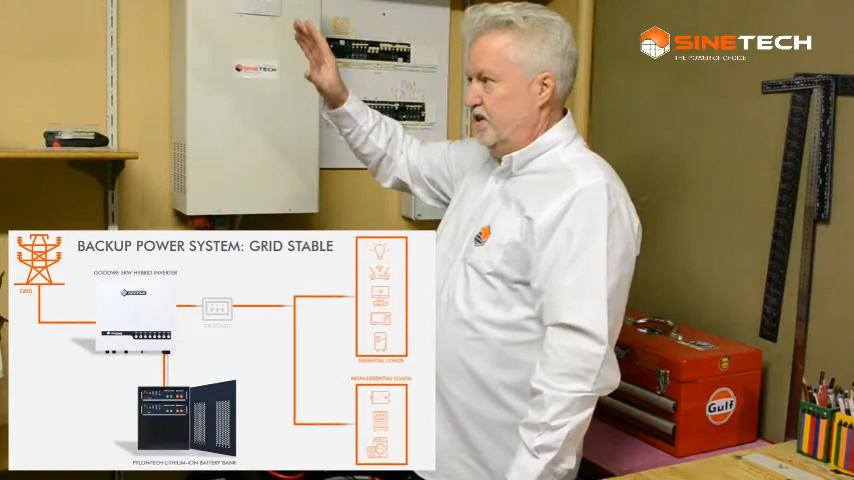 SINETECH
THE POWER OF CHOICE
SINETECH
BACKUP POWER SYSTEM: GRID STABLE
GOODWE 5KW HYBRID INVERTER
GRID
GOODWE
DB BOARD
ESSENTIAL LOADS
NON-ESSENTIAL LOADS
PYLONTECH LITHIUM-ION BATTERY BANK
Gulf